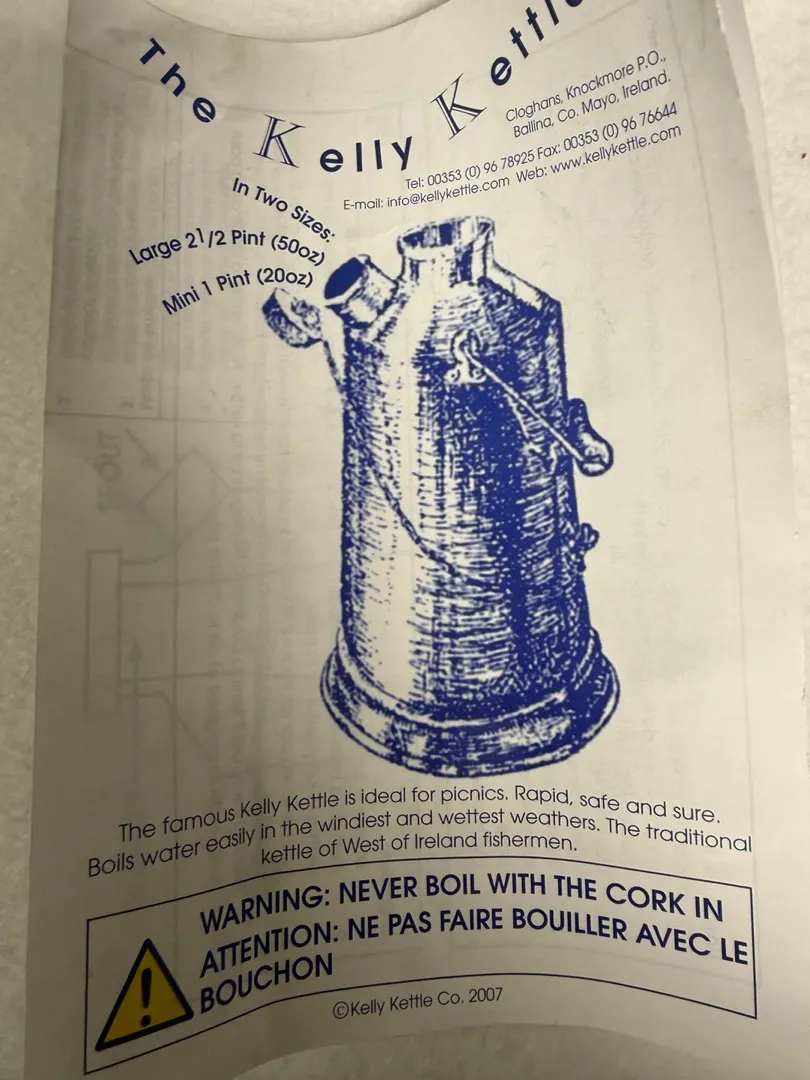 The Kelly Kettle
Cloghans, Knockmore P.O.,
Ballina, Co. Mayo, Ireland.
Tel: 00353 (0) 96 78925 Fax: 00353 (0) 96 76644
E-mail: info@kellykettle.com Web: www.kellykettle.com
In Two Sizes:
Large 2 1/2 Pint (50oz)
Mini 1 Pint (20oz)
The famous Kelly Kettle is ideal for picnics. Rapid, safe and sure.
Boils water easily in the windiest and wettest weathers. The traditional
kettle of West of Ireland fishermen.
WARNING: NEVER BOIL WITH THE CORK IN
ATTENTION: NE PAS FAIRE BOUILLER AVEC LE
BOUCHON
©Kelly Kettle Co. 2007